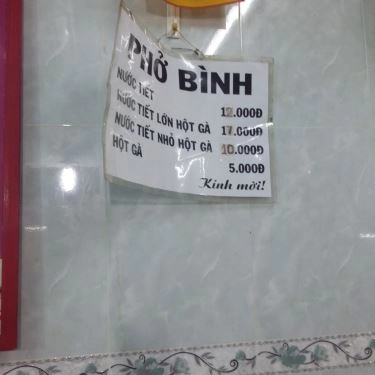 PHỞ BÌNH
NƯỚC TIẾT 12.000Đ
NƯỚC TIẾT LỚN HỘT GÀ 17.000Đ
NƯỚC TIẾT NHỎ HỘT GÀ 10.000Đ
HỘT GÀ 5.000Đ
Kính mời!